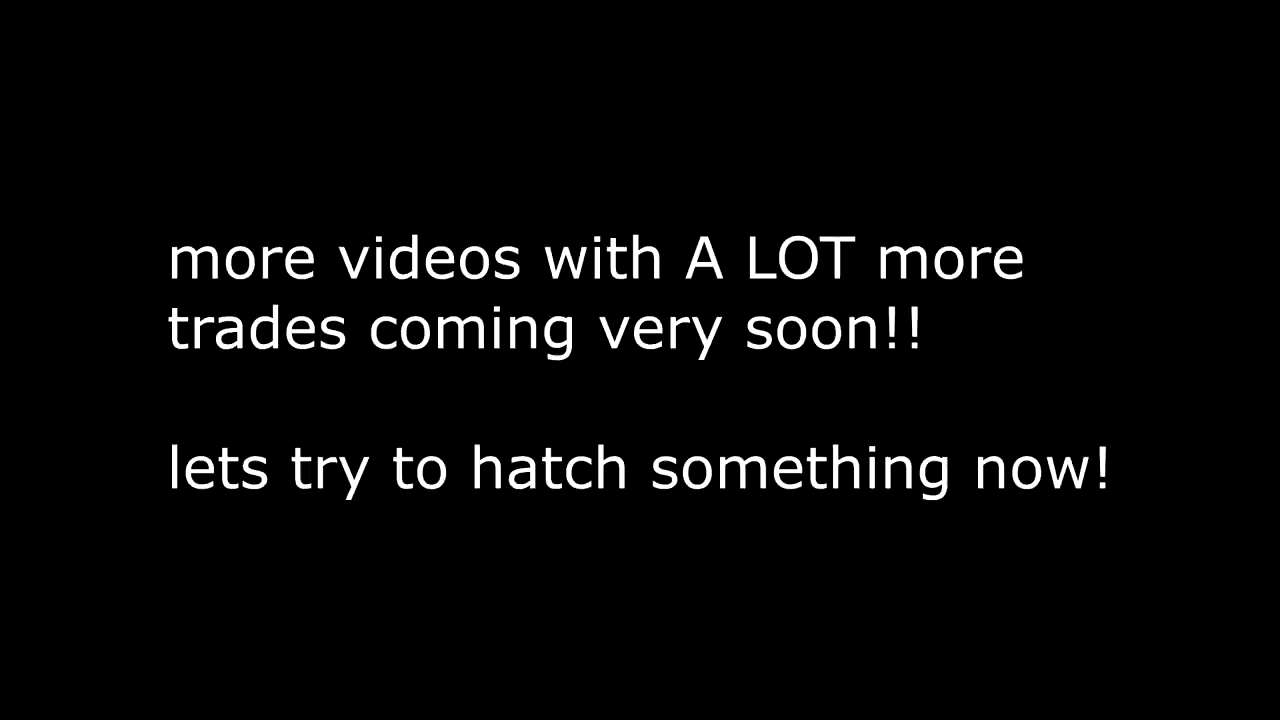 more videos with A LOT more
trades coming very soon!!
lets try to hatch something now!